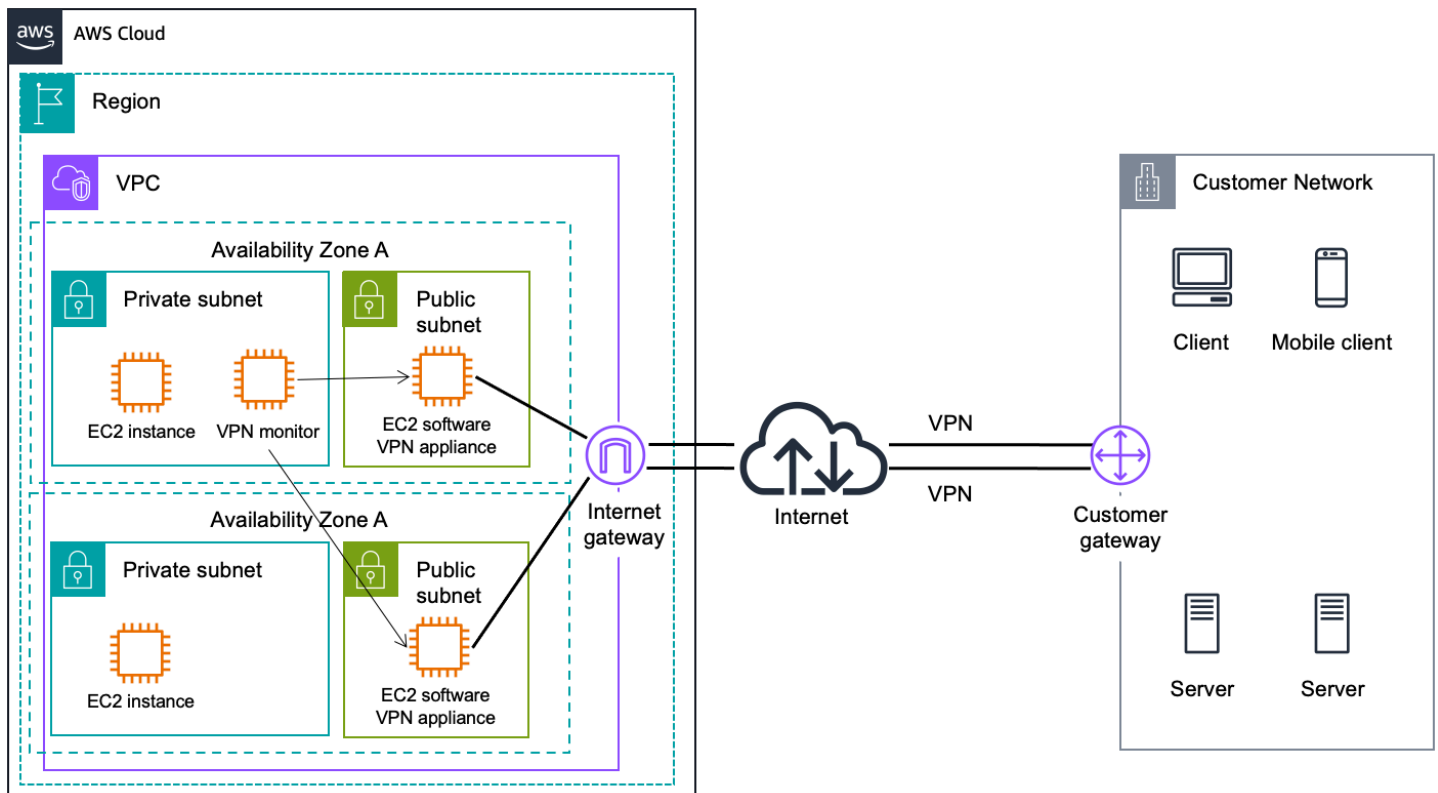 aws
AWS Cloud
Region
VPC
Availability Zone A
Private subnet
Public
subnet
EC2 instance
VPN monitor
EC2 software
VPN appliance
Availability Zone A
Private subnet
Public
subnet
EC2 instance
EC2 software
VPN appliance
Internet
gateway
Internet
VPN
VPN
Customer
gateway
Customer Network
Client
Mobile client
Server
Server